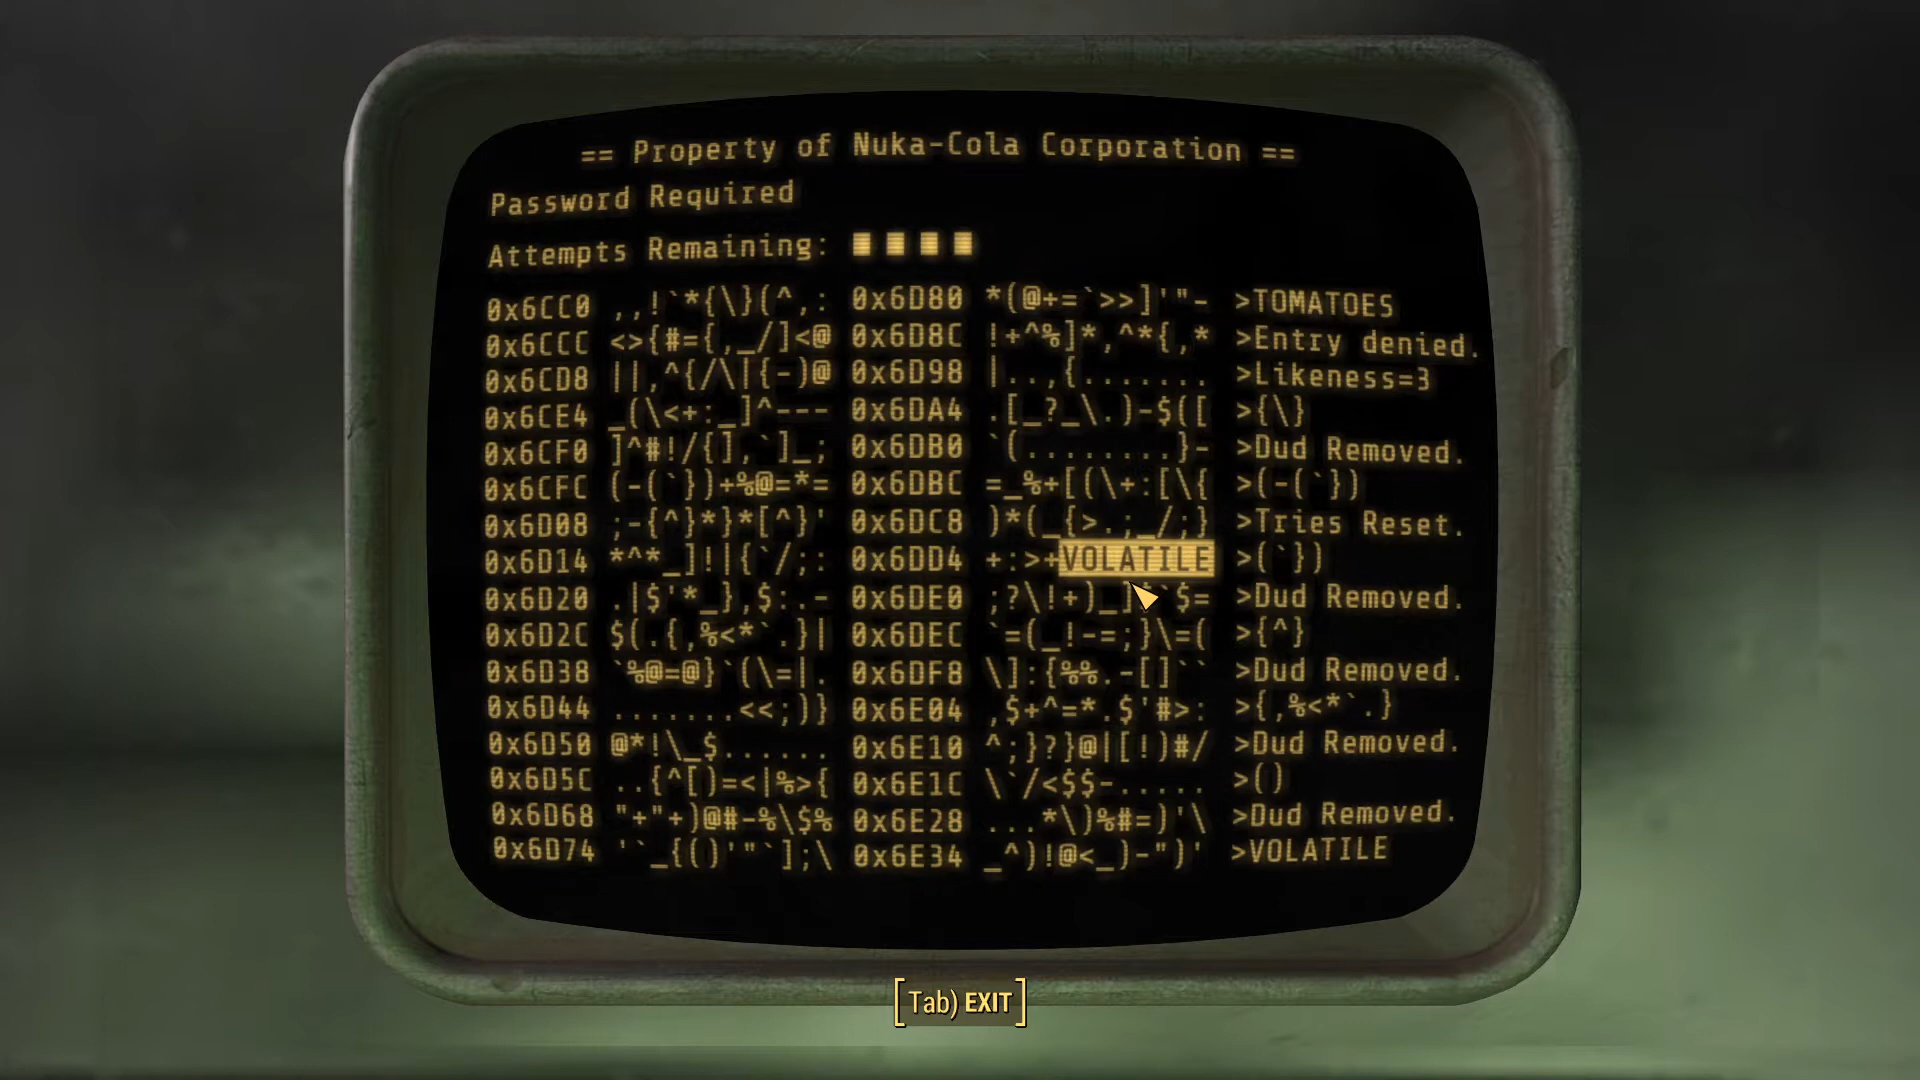 == Property of Nuka-Cola Corporation ==
Password Required
Attempts Remaining: ■ ■ ■ ■
0x6CC0 ,,!`*{\}(^,: 0x6D80 *(@+=`>>]'"- >TOMATOES
0x6CCC <>{#={,_/]<@ 0x6D8C !+^%]*,^*{,* >Entry denied.
0x6CD8 ||,^{/\|{-)@ 0x6D98 |..,{....... >Likeness=3
0x6CE4 _(\<+:_]^--- 0x6DA4 .[_?_\.)-$([ >{\}
0x6CF0 ]^#!/{],`]_; 0x6DB0 `(........}- >Dud Removed.
0x6CFC (-(`})+%@=*= 0x6DBC =_%+[(\+:[\{ >(-(`})
0x6D08 ;-{^}*}*[^}' 0x6DC8 )*(_{>.;_/;} >Tries Reset.
0x6D14 *^*_]!|{`/;: 0x6DD4 +:>+VOLATILE >(`})
0x6D20 .|$'*_},$:.- 0x6DE0 ;?\!+)_]*`$= >Dud Removed.
0x6D2C $(.{,%<*`.}| 0x6DEC `=(_!-=;}\=( >{^}
0x6D38 `%@=@}`(\=|. 0x6DF8 \]:{%%.-[]`` >Dud Removed.
0x6D44 .......<<;)} 0x6E04 ,$+^=*.$'#>: >{,%<*`.}
0x6D50 @*!\_$...... 0x6E10 ^;}?}@|[!)#/ >Dud Removed.
0x6D5C ..{^[)=<|%>{ 0x6E1C \`/<$$-..... >()
0x6D68 "+"+)@#-%\$% 0x6E28 ...*\)%#=)'\ >Dud Removed.
0x6D74 '`_{()'"`];\ 0x6E34 _^)!@<_)-")' >VOLATILE
[Tab) EXIT]